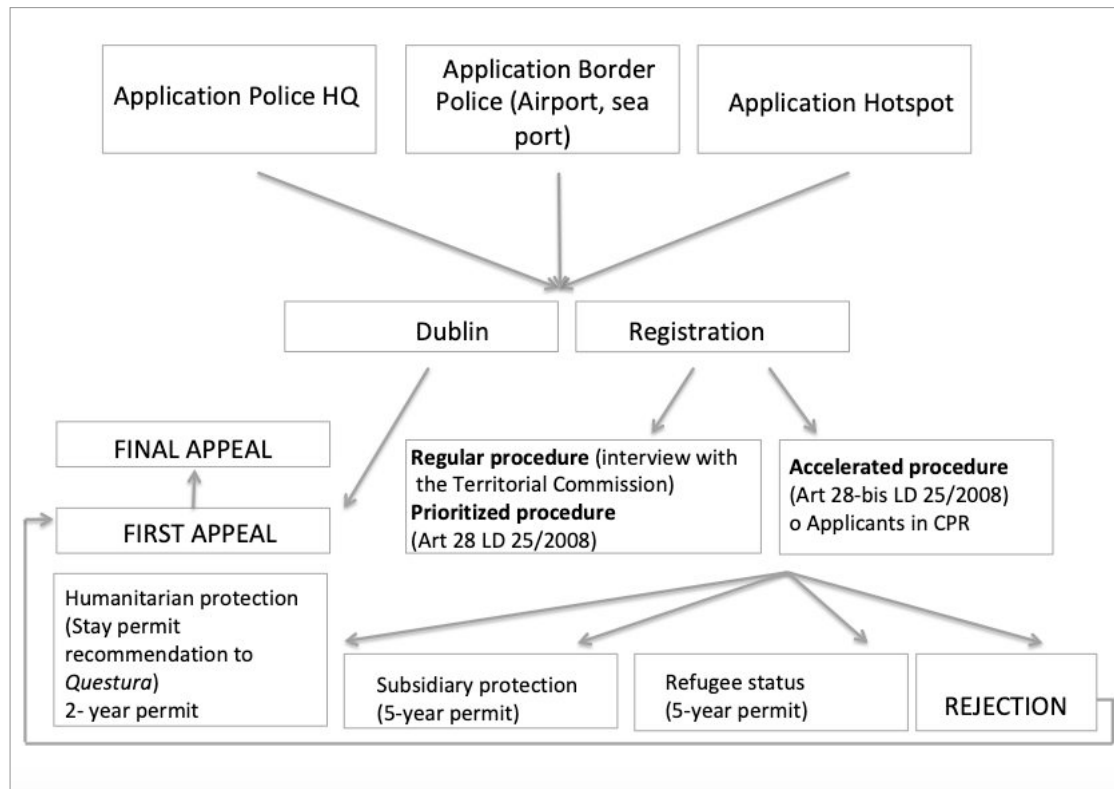 Application Police HQ
Application Border
Police (Airport, sea
port)
Application Hotspot
Dublin
Registration
FINAL APPEAL
FIRST APPEAL
Regular procedure (interview with
the Territorial Commission)
Prioritized procedure
(Art 28 LD 25/2008)
Accelerated procedure
(Art 28-bis LD 25/2008)
o Applicants in CPR
Humanitarian protection
(Stay permit
recommendation to
Questura)
2- year permit
Subsidiary protection
(5-year permit)
Refugee status
(5-year permit)
REJECTION